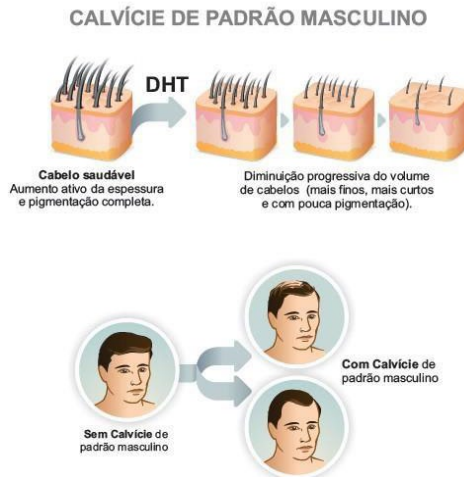 CALVÍCIE DE PADRÃO MASCULINO
DHT
Cabelo saudável
Aumento ativo da espessura
e pigmentação completa.
Diminuição progressiva do volume
de cabelos (mais finos, mais curtos
e com pouca pigmentação).
Com Calvície de
padrão masculino
Sem Calvície de
padrão masculino